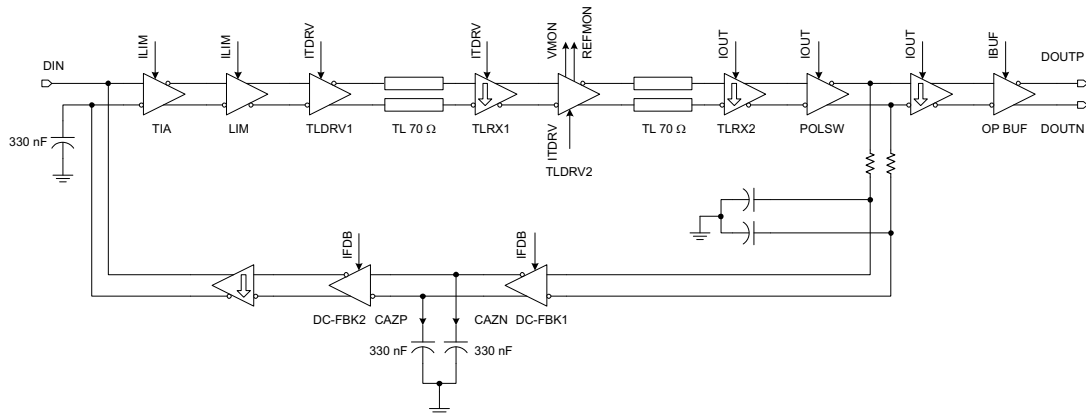 ILIM
ILIM
ITDRV
ITDRV
VMON
REFMON
IOUT
IOUT
IBUF
DIN
DOUTP
DOUTN
330 nF
TIA
LIM
TLDRV1
TL 70 Ω
TLRX1
ITDRV
TLDRV2
TL 70 Ω
TLRX2
POLSW
OP BUF
IFDB
IFDB
DC-FBK2
CAZP
CAZN
DC-FBK1
330 nF
330 nF